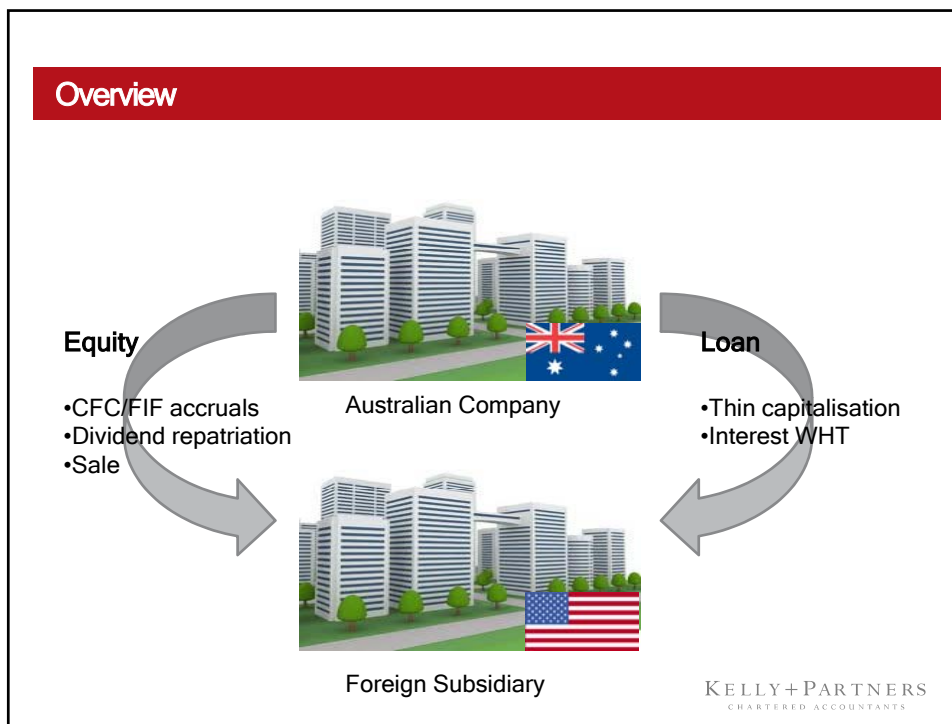 Overview
Equity
•CFC/FIF accruals
•Dividend repatriation
•Sale
Australian Company
Loan
•Thin capitalisation
•Interest WHT
Foreign Subsidiary
KELLY+PARTNERS
CHARTERED ACCOUNTANTS